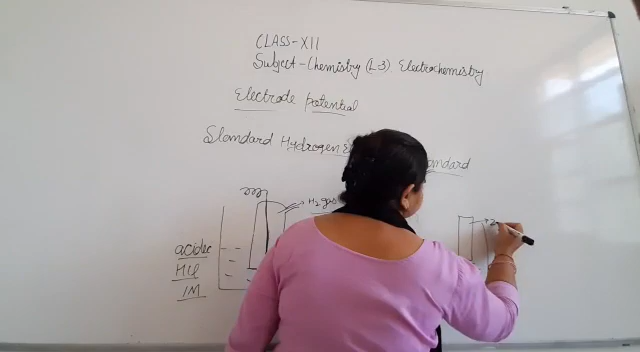 CLASS-XII
Subject-Chemistry (L-3) Electrochemistry
Electrode potential
Standard Hydrogen E
andard
H2 gas
acidic
HCl
1M